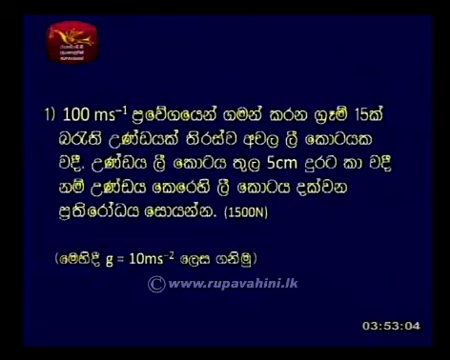 1) 100 ms⁻¹ ප්‍රවේගයෙන් ගමන් කරන ග්‍රෑම් 15ක්
බරැති උණ්ඩයක් තිරස්ව අචල ලී කොටයක
වදී. උණ්ඩය ලී කොටය තුල 5cm දුරට කා වදී
නම් උණ්ඩය කෙරෙහි ලී කොටය දක්වන
ප්‍රතිරෝධය සොයන්න. (1500N)
(මෙහිදී g = 10ms⁻² ලෙස ගනිමු)
© www.rupavahini.lk
03:53:04